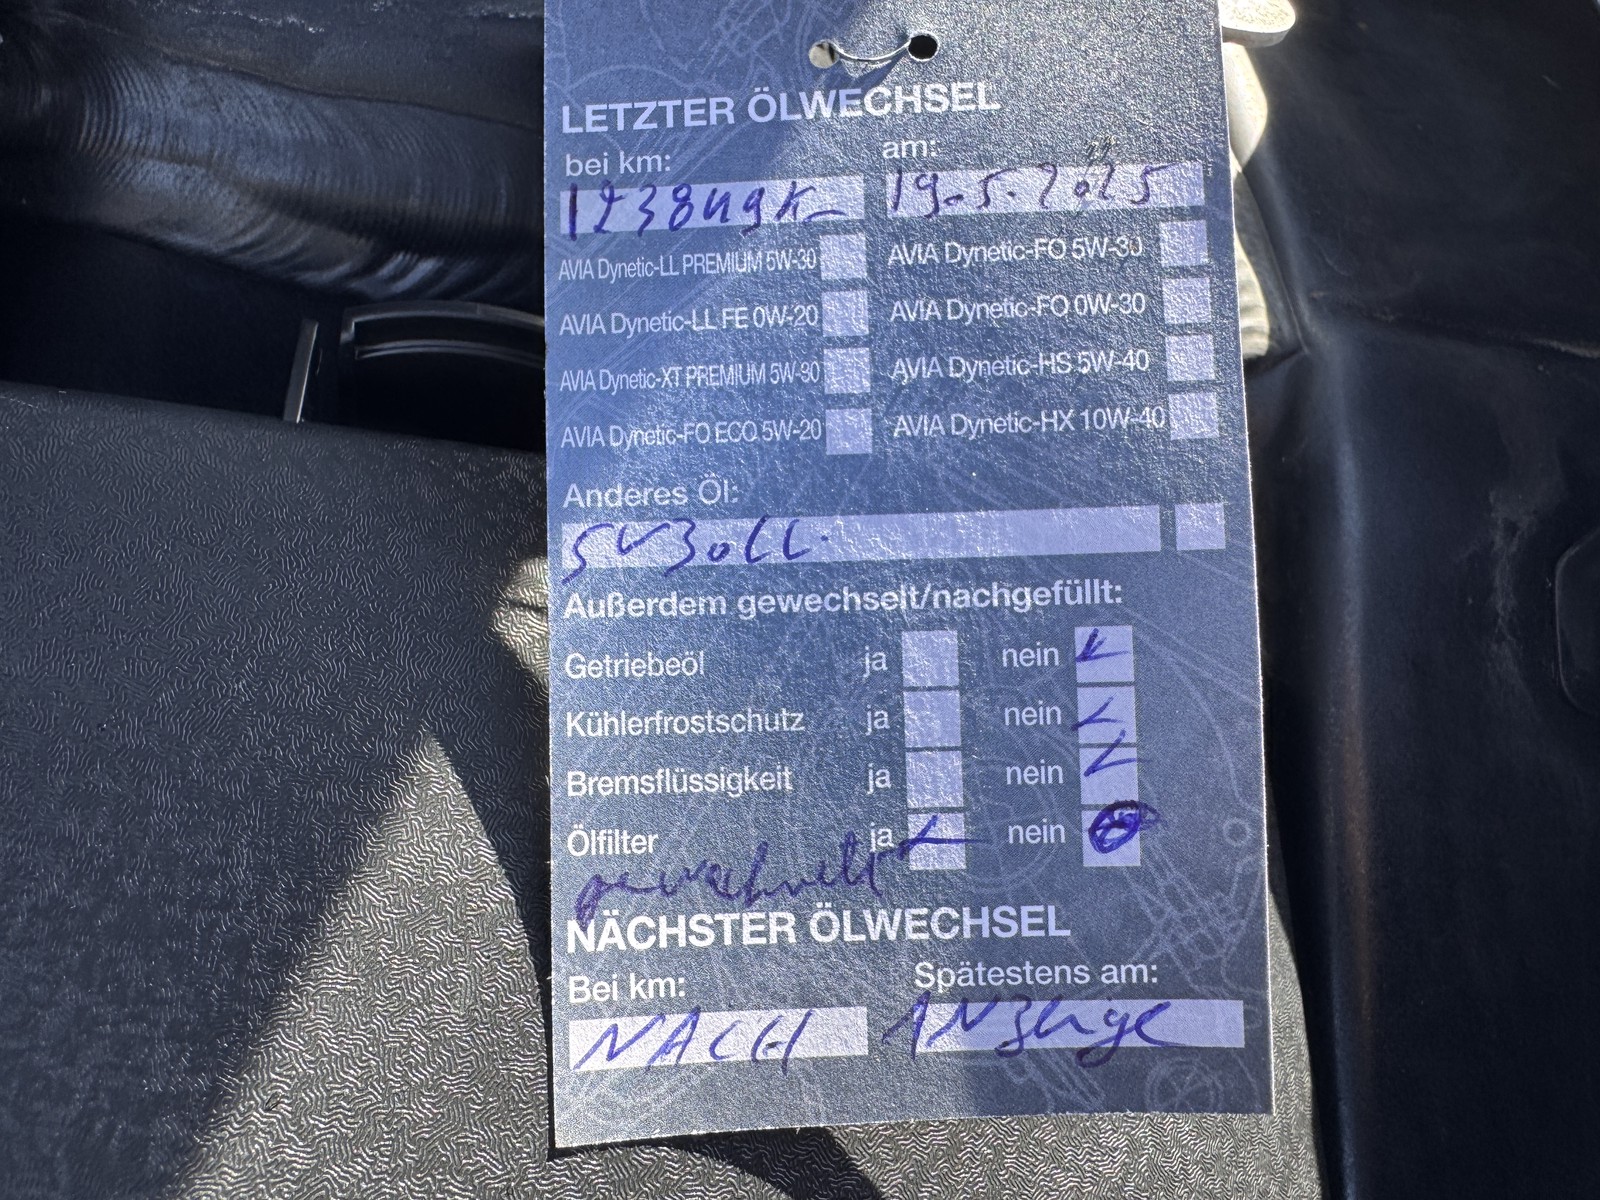 LETZTER ÖLWECHSEL
bei km: am:
123849 K 19.5.2025
AVIA Dynetic-LL PREMIUM 5W-30 AVIA Dynetic-FO 5W-30
AVIA Dynetic-LL FE 0W-20 AVIA Dynetic-FO 0W-30
AVIA Dynetic-XT PREMIUM 5W-30 AVIA Dynetic-HS 5W-40
AVIA Dynetic-FO ECO 5W-20 AVIA Dynetic-HX 10W-40
Anderes Öl:
5W30LL
Außerdem gewechselt/nachgefüllt:
Getriebeöl ja nein
Kühlerfrostschutz ja nein
Bremsflüssigkeit ja nein
Ölfilter ja nein
gewechselt
NÄCHSTER ÖLWECHSEL
Bei km: Spätestens am:
NACH Anzeige